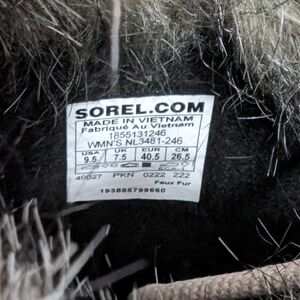 SOREL.COM
MADE IN VIETNAM
Fabriqué Au Vietnam
1855131246
WMN'S NL3481-246
USA UK EUR CM
9.5 7.5 40.5 26.5
40627 PKN 0222 222
Faux Fur
193855799660